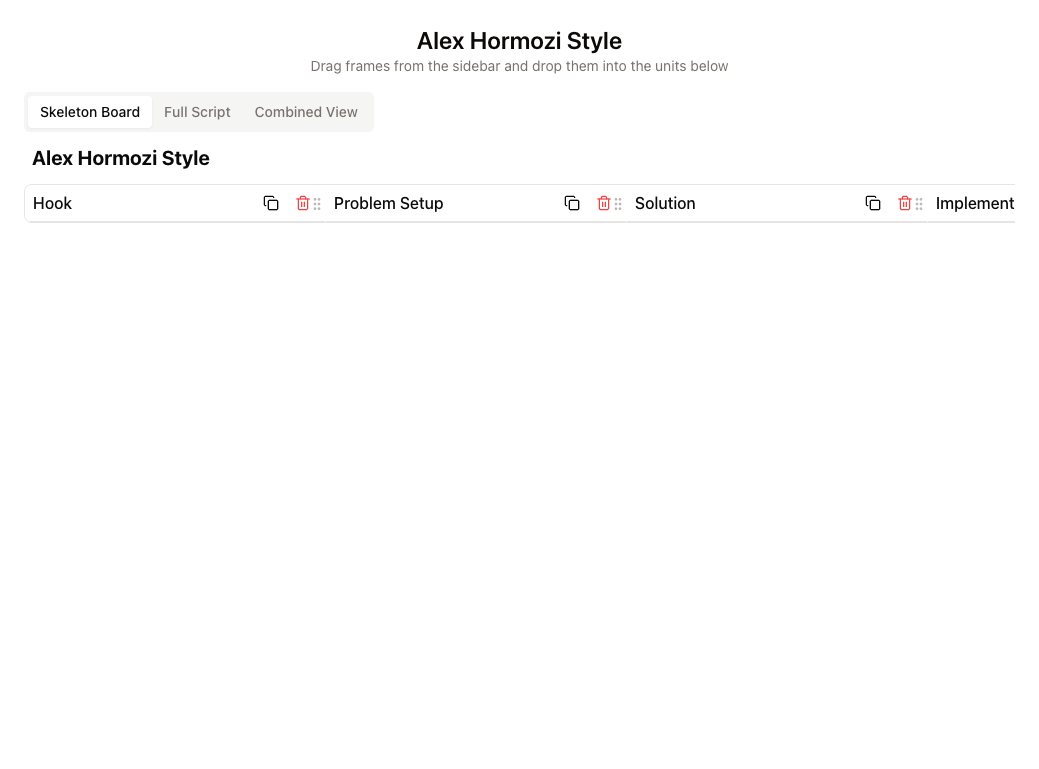 Alex Hormozi Style
Drag frames from the sidebar and drop them into the units below
Skeleton Board Full Script Combined View
Alex Hormozi Style
Hook Problem Setup Solution Implement